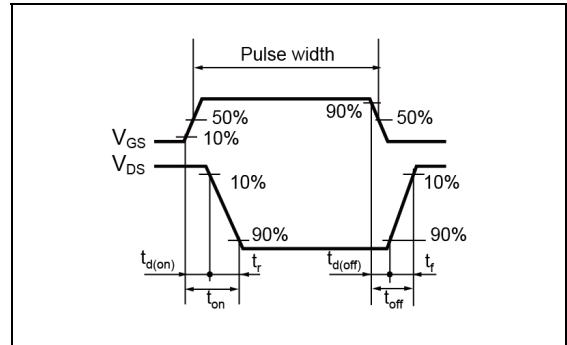 Pulse width
90%
50%
50%
10%
VGS
VDS
10%
10%
90%
90%
td(on)
tr
td(off)
tf
ton
toff